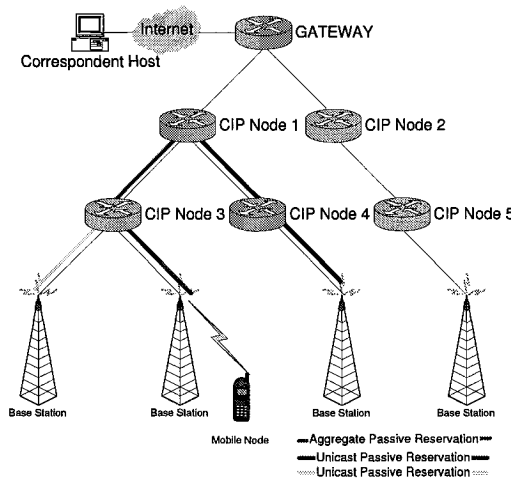 Internet
GATEWAY
Correspondent Host
CIP Node 1
CIP Node 2
CIP Node 3
CIP Node 4
CIP Node 5
Base Station
Base Station
Base Station
Base Station
Mobile Node
Aggregate Passive Reservation
Unicast Passive Reservation
Unicast Passive Reservation